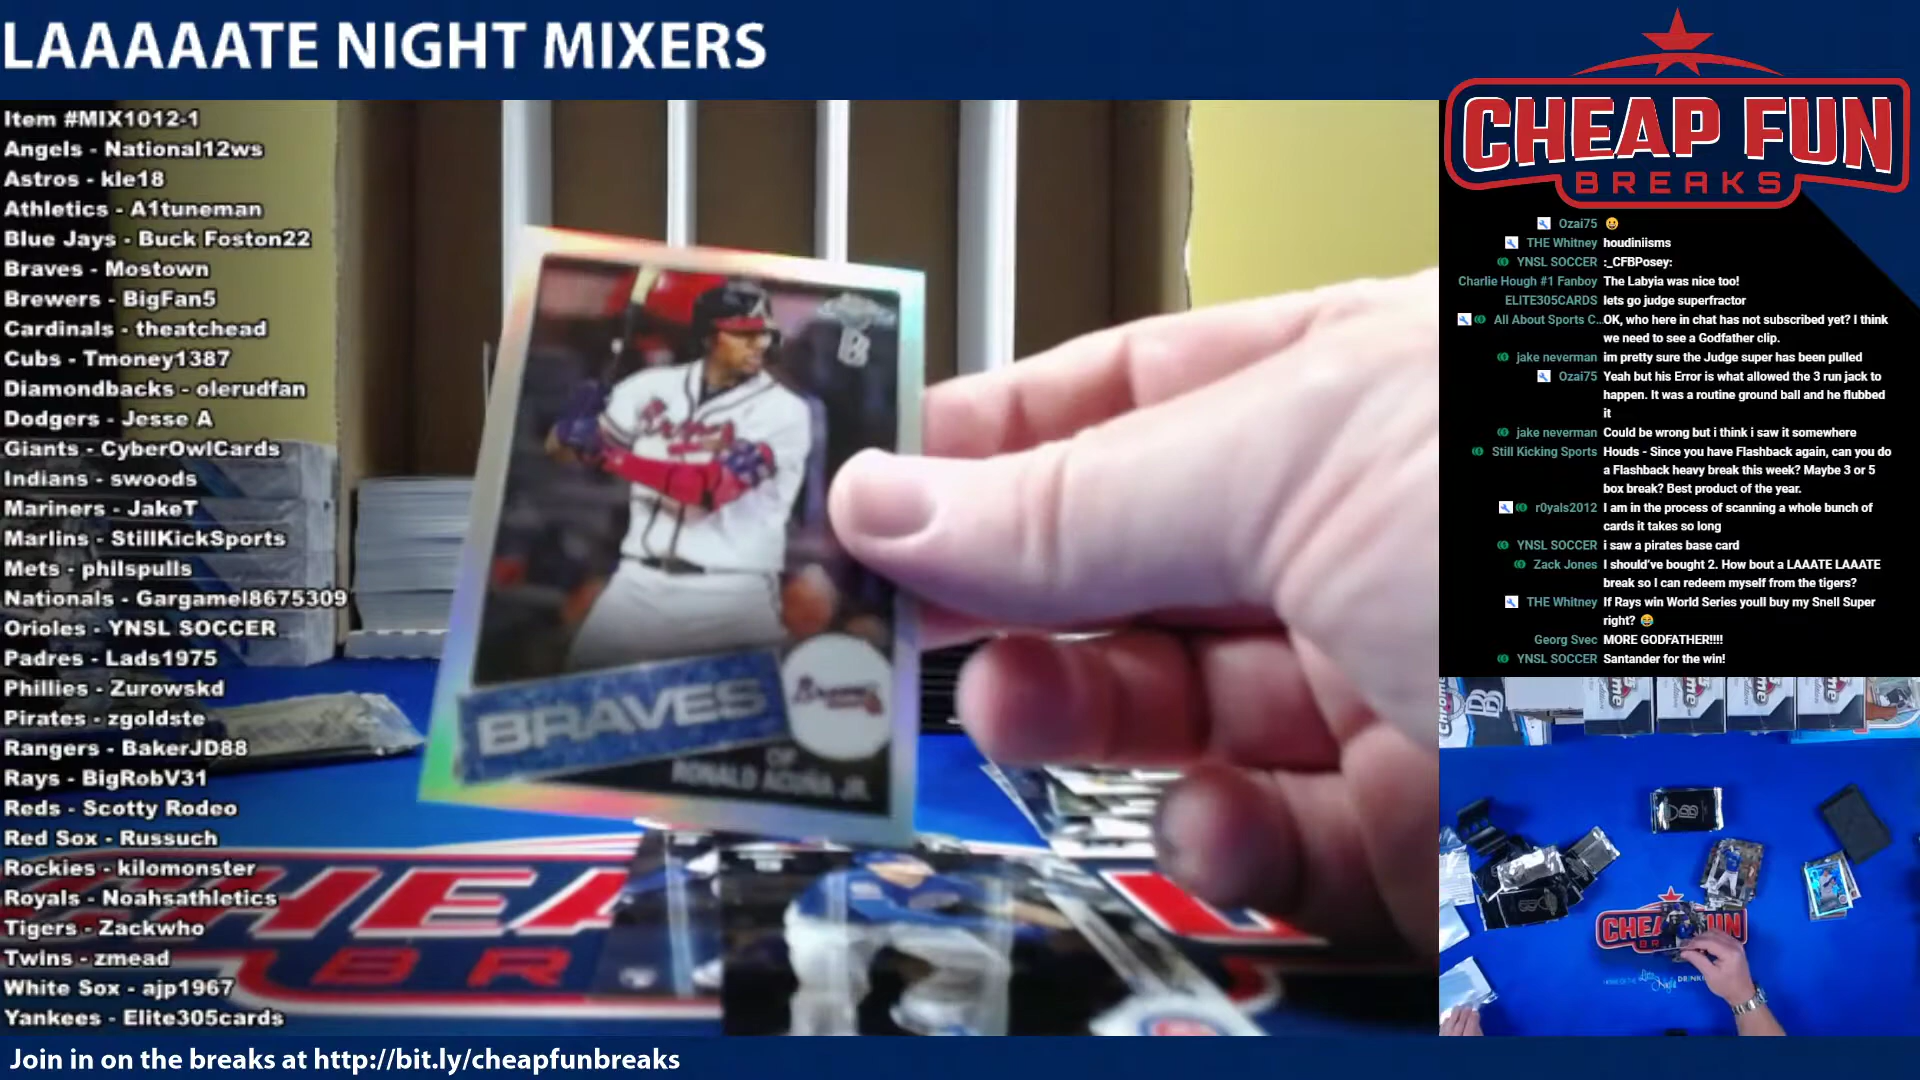 LAAAAATE NIGHT MIXERS
Item #MIX1012-1
Angels - National12ws
Astros - kle18
Athletics - A1tuneman
Blue Jays - Buck Foston22
Braves - Mostown
Brewers - BigFan5
Cardinals - theatchead
Cubs - Tmoney1387
Diamondbacks - olerudfan
Dodgers - Jesse A
Giants - CyberOwlCards
Indians - swoods
Mariners - JakeT
Marlins - StillKickSports
Mets - philspulls
Nationals - Gargamel8675309
Orioles - YNSL SOCCER
Padres - Lads1975
Phillies - Zurowskd
Pirates - zgoldste
Rangers - BakerJD88
Rays - BigRobV31
Reds - Scotty Rodeo
Red Sox - Russuch
Rockies - kilomonster
Royals - Noahsathletics
Tigers - Zackwho
Twins - zmead
White Sox - ajp1967
Yankees - Elite305cards
Braves
BRAVES
OF
RONALD ACUÑA JR.
CHEAP FUN
BREAKS
Ozai75 😀
THE Whitney houdiniisms
YNSL SOCCER :_CFBPosey:
Charlie Hough #1 Fanboy The Labyia was nice too!
ELITE305CARDS lets go judge superfractor
All About Sports C... OK, who here in chat has not subscribed yet? I think
we need to see a Godfather clip.
jake neverman im pretty sure the Judge super has been pulled
Ozai75 Yeah but his Error is what allowed the 3 run jack to
happen. It was a routine ground ball and he flubbed
it
jake neverman Could be wrong but i think i saw it somewhere
Still Kicking Sports Houds - Since you have Flashback again, can you do
a Flashback heavy break this week? Maybe 3 or 5
box break? Best product of the year.
r0yals2012 I am in the process of scanning a whole bunch of
cards it takes so long
YNSL SOCCER i saw a pirates base card
Zack Jones I should've bought 2. How bout a LAAATE LAAATE
break so I can redeem myself from the tigers?
THE Whitney If Rays win World Series youll buy my Snell Super
right? 😂
Georg Svec MORE GODFATHER!!!!
YNSL SOCCER Santander for the win!
CHEA FUN
BR
Join in on the breaks at http://bit.ly/cheapfunbreaks